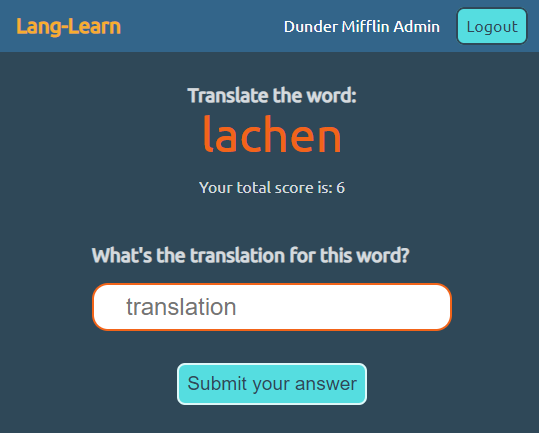 Lang-Learn
Dunder Mifflin Admin
Logout
Translate the word:
lachen
Your total score is: 6
What's the translation for this word?
translation
Submit your answer